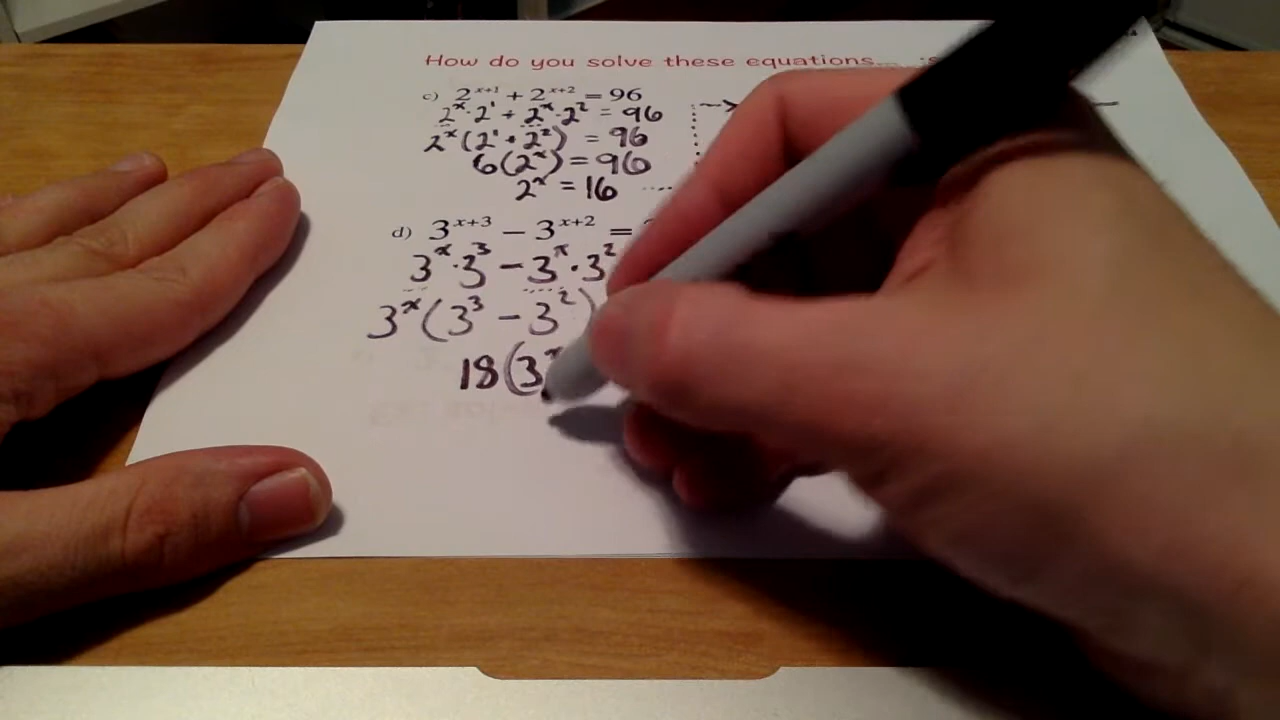 How do you solve these equations...
c) 2^{x+1} + 2^{x+2} = 96
2^x · 2^1 + 2^x · 2^2 = 96
2^x (2^1 + 2^2) = 96
6(2^x) = 96
2^x = 16
d) 3^{x+3} − 3^{x+2} =
3^x · 3^3 − 3^x · 3^2
3^x (3^3 − 3^2)
18(3^x